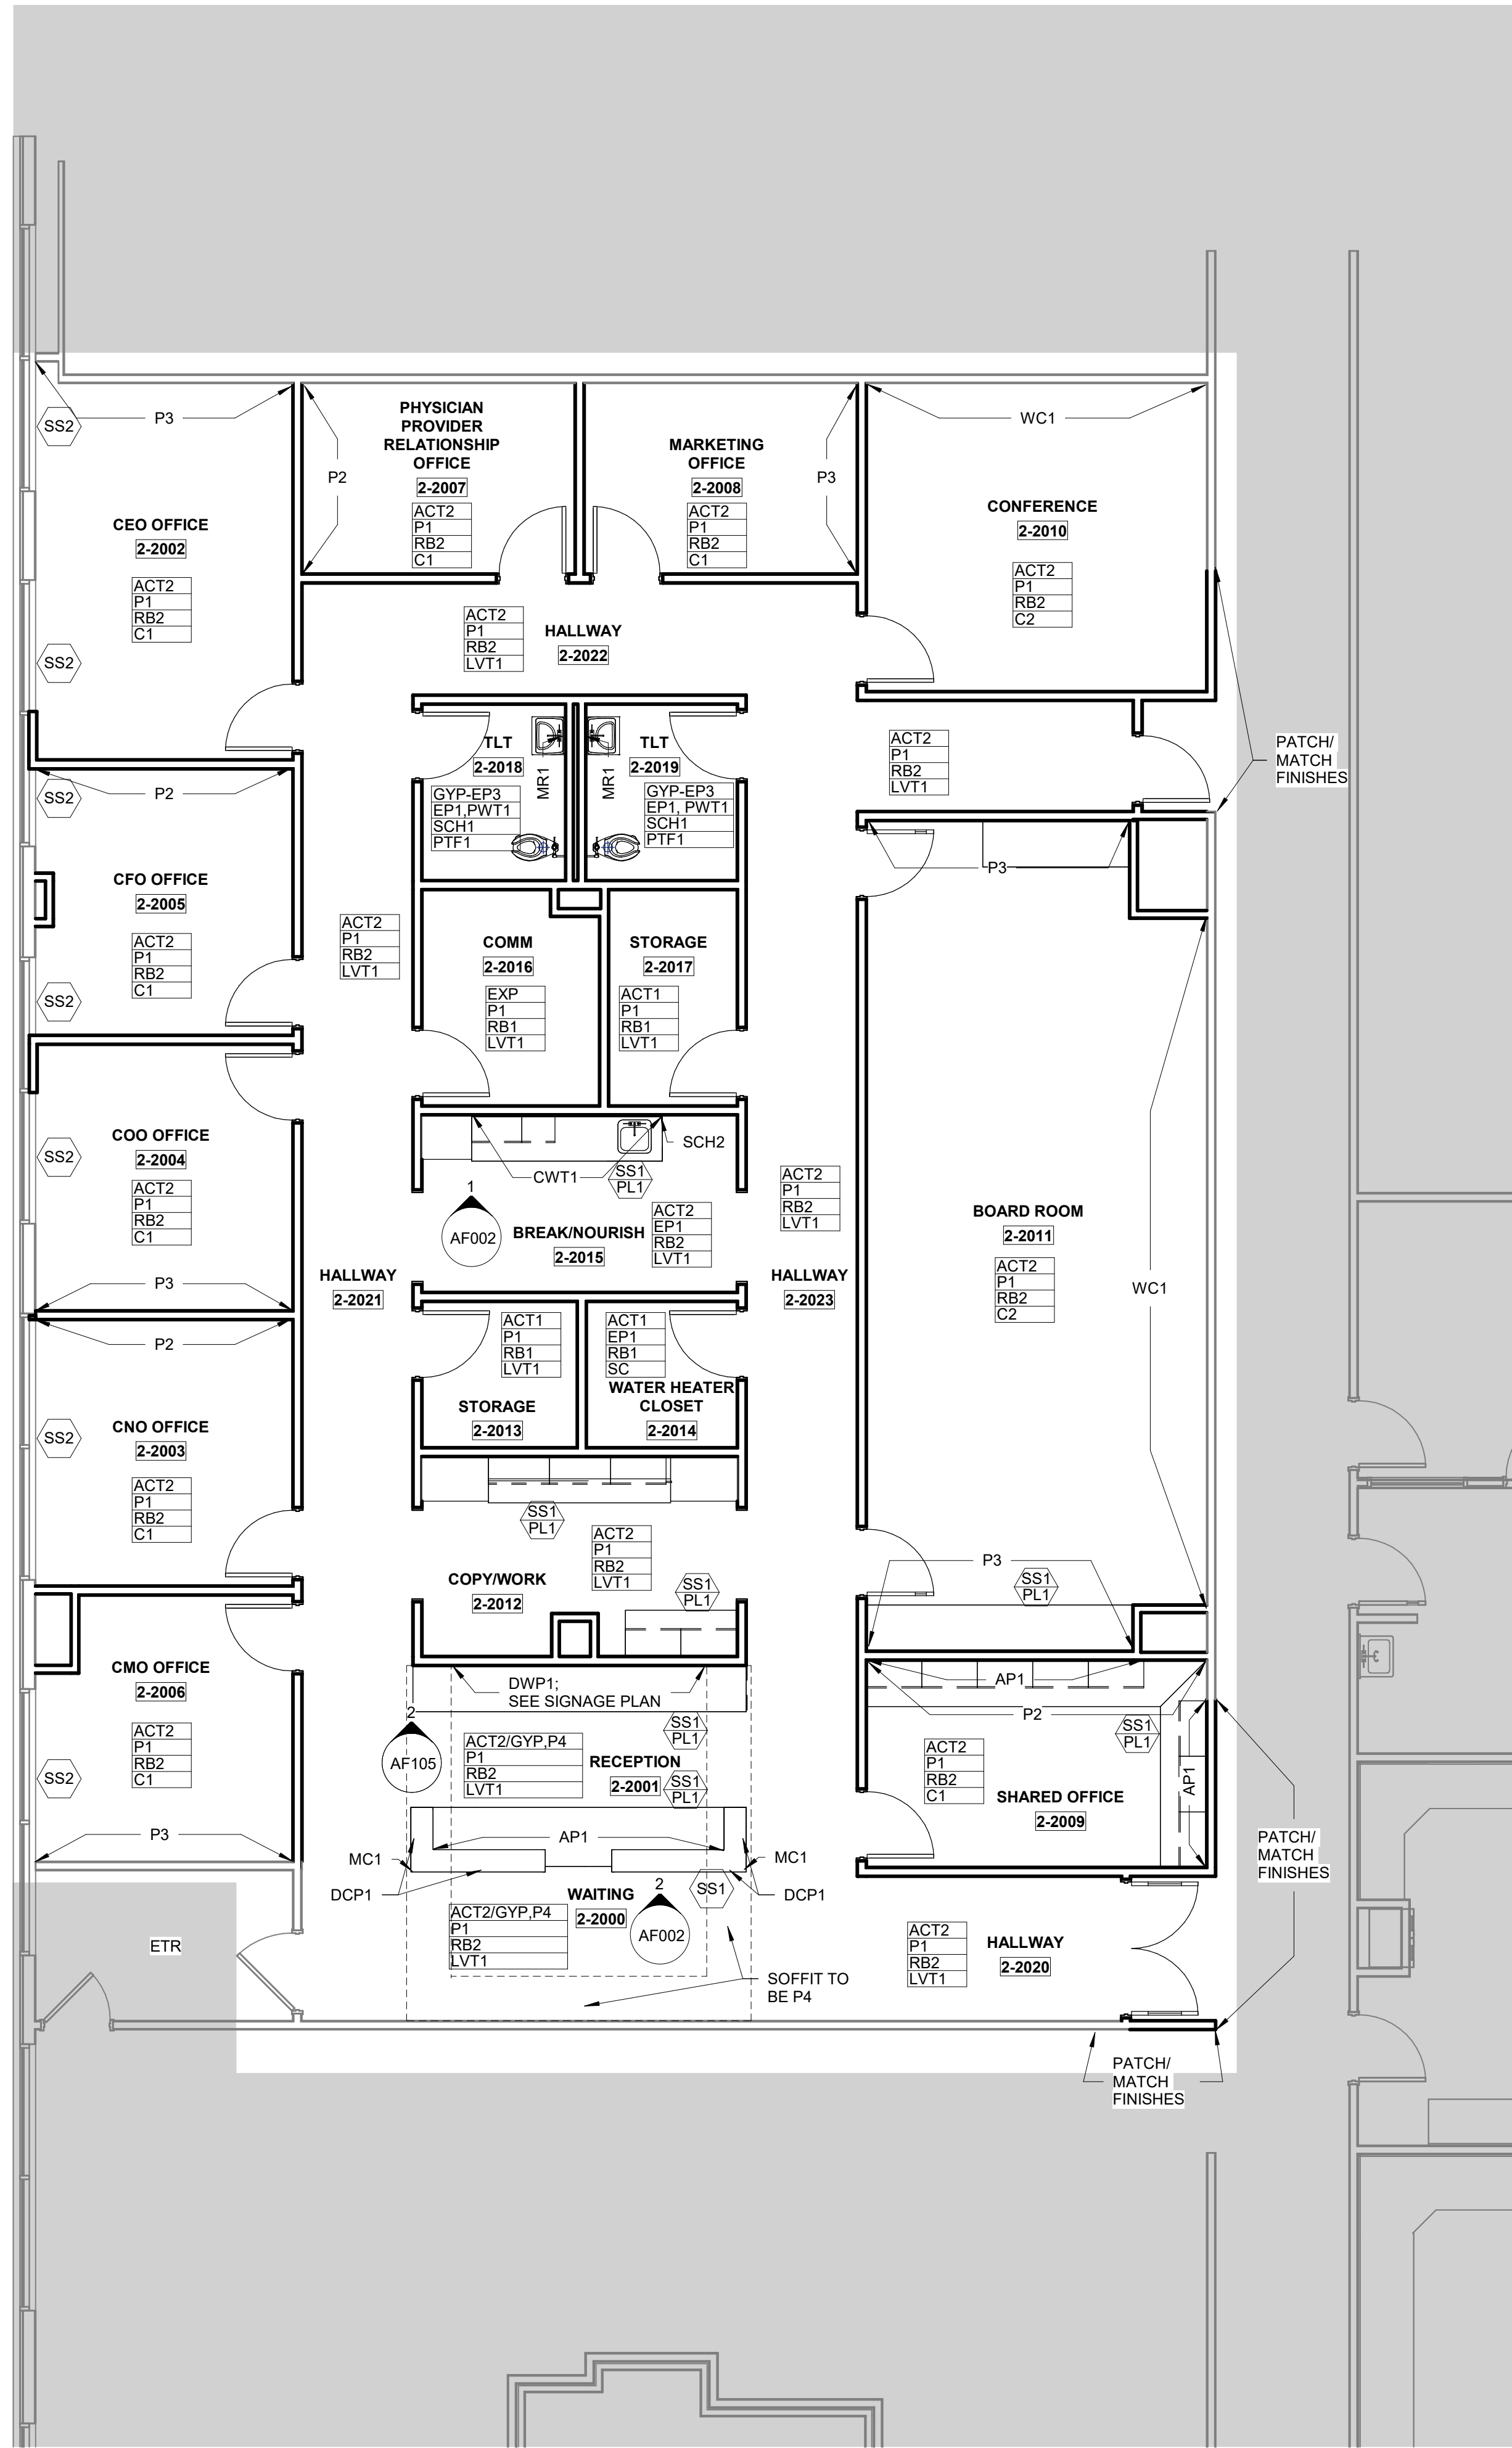 P3
SS2
CEO OFFICE
2-2002
ACT2
P1
RB2
C1
SS2
P2
PHYSICIAN
PROVIDER
RELATIONSHIP
OFFICE
2-2007
ACT2
P1
RB2
C1
MARKETING
OFFICE
2-2008
ACT2
P1
RB2
C1
P3
WC1
CONFERENCE
2-2010
ACT2
P1
RB2
C2
ACT2
P1
RB2
LVT1
HALLWAY
2-2022
TLT
2-2018
MR1
GYP-EP3
EP1,PWT1
SCH1
PTF1
TLT
2-2019
MR1
GYP-EP3
EP1, PWT1
SCH1
PTF1
ACT2
P1
RB2
LVT1
PATCH/
MATCH
FINISHES
SS2
P2
CFO OFFICE
2-2005
ACT2
P1
RB2
C1
SS2
ACT2
P1
RB2
LVT1
COMM
2-2016
EXP
P1
RB1
LVT1
STORAGE
2-2017
ACT1
P1
RB1
LVT1
P3
COO OFFICE
2-2004
SS2
ACT2
P1
RB2
C1
P3
SCH2
CWT1
SS1
PL1
1
AF002
BREAK/NOURISH
2-2015
ACT2
EP1
RB2
LVT1
ACT2
P1
RB2
LVT1
HALLWAY
2-2021
HALLWAY
2-2023
BOARD ROOM
2-2011
ACT2
P1
RB2
C2
WC1
P2
CNO OFFICE
2-2003
SS2
ACT2
P1
RB2
C1
ACT1
P1
RB1
LVT1
STORAGE
2-2013
ACT1
EP1
RB1
SC
WATER HEATER
CLOSET
2-2014
SS1
PL1
ACT2
P1
RB2
LVT1
COPY/WORK
2-2012
SS1
PL1
P3
SS1
PL1
CMO OFFICE
2-2006
ACT2
P1
RB2
C1
SS2
P3
DWP1;
SEE SIGNAGE PLAN
2
AF105
SS1
PL1
ACT2/GYP,P4
P1
RB2
LVT1
RECEPTION
2-2001
SS1
PL1
AP1
P2
SS1
PL1
AP1
ACT2
P1
RB2
C1
SHARED OFFICE
2-2009
AP1
MC1
MC1
DCP1
DCP1
WAITING
2-2000
2
AF002
SS1
ACT2/GYP,P4
P1
RB2
LVT1
ETR
SOFFIT TO
BE P4
ACT2
P1
RB2
LVT1
HALLWAY
2-2020
PATCH/
MATCH
FINISHES
PATCH/
MATCH
FINISHES